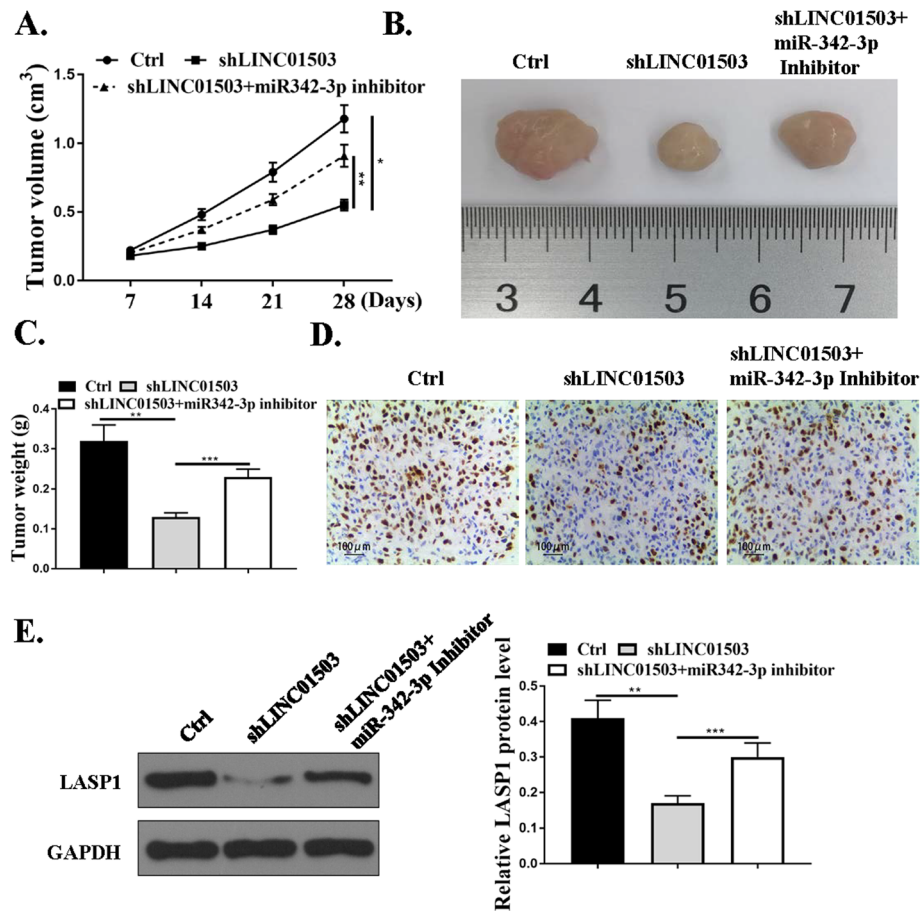 A.
Ctrl
shLINC01503
shLINC01503+miR342-3p inhibitor
Tumor volume (cm3)
1.5
1.0
0.5
0.0
7
14
21
28 (Days)
**
*
B.
Ctrl
shLINC01503
shLINC01503+
miR-342-3p
Inhibitor
3 4 5 6 7
C.
Ctrl
shLINC01503
shLINC01503+miR342-3p inhibitor
Tumor weight (g)
0.4
0.3
0.2
0.1
0.0
**
***
D.
Ctrl
shLINC01503
shLINC01503+
miR-342-3p Inhibitor
100μm
100μm
100μm
E.
Ctrl
shLINC01503
shLINC01503+
miR-342-3p Inhibitor
LASP1
GAPDH
Ctrl
shLINC01503
shLINC01503+miR342-3p inhibitor
Relative LASP1 protein level
0.5
0.4
0.3
0.2
0.1
0.0
**
***